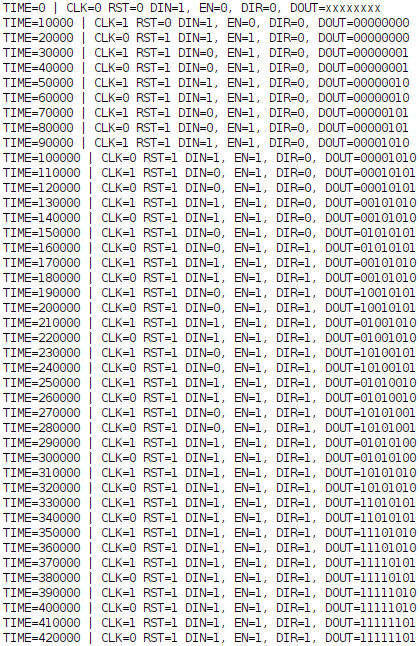 TIME=0 | CLK=0 RST=0 DIN=1, EN=0, DIR=0, DOUT=xxxxxxxx
TIME=10000 | CLK=1 RST=0 DIN=1, EN=0, DIR=0, DOUT=00000000
TIME=20000 | CLK=0 RST=1 DIN=1, EN=1, DIR=0, DOUT=00000000
TIME=30000 | CLK=1 RST=1 DIN=0, EN=1, DIR=0, DOUT=00000001
TIME=40000 | CLK=0 RST=1 DIN=0, EN=1, DIR=0, DOUT=00000001
TIME=50000 | CLK=1 RST=1 DIN=1, EN=1, DIR=0, DOUT=00000010
TIME=60000 | CLK=0 RST=1 DIN=1, EN=1, DIR=0, DOUT=00000010
TIME=70000 | CLK=1 RST=1 DIN=0, EN=1, DIR=0, DOUT=00000101
TIME=80000 | CLK=0 RST=1 DIN=0, EN=1, DIR=0, DOUT=00000101
TIME=90000 | CLK=1 RST=1 DIN=1, EN=1, DIR=0, DOUT=00001010
TIME=100000 | CLK=0 RST=1 DIN=1, EN=1, DIR=0, DOUT=00001010
TIME=110000 | CLK=1 RST=1 DIN=0, EN=1, DIR=0, DOUT=00010101
TIME=120000 | CLK=0 RST=1 DIN=0, EN=1, DIR=0, DOUT=00010101
TIME=130000 | CLK=1 RST=1 DIN=1, EN=1, DIR=0, DOUT=00101010
TIME=140000 | CLK=0 RST=1 DIN=1, EN=1, DIR=0, DOUT=00101010
TIME=150000 | CLK=1 RST=1 DIN=0, EN=1, DIR=0, DOUT=01010101
TIME=160000 | CLK=0 RST=1 DIN=0, EN=1, DIR=1, DOUT=01010101
TIME=170000 | CLK=1 RST=1 DIN=1, EN=1, DIR=1, DOUT=00101010
TIME=180000 | CLK=0 RST=1 DIN=1, EN=1, DIR=1, DOUT=00101010
TIME=190000 | CLK=1 RST=1 DIN=0, EN=1, DIR=1, DOUT=10010101
TIME=200000 | CLK=0 RST=1 DIN=0, EN=1, DIR=1, DOUT=10010101
TIME=210000 | CLK=1 RST=1 DIN=1, EN=1, DIR=1, DOUT=01001010
TIME=220000 | CLK=0 RST=1 DIN=1, EN=1, DIR=1, DOUT=01001010
TIME=230000 | CLK=1 RST=1 DIN=0, EN=1, DIR=1, DOUT=10100101
TIME=240000 | CLK=0 RST=1 DIN=0, EN=1, DIR=1, DOUT=10100101
TIME=250000 | CLK=1 RST=1 DIN=1, EN=1, DIR=1, DOUT=01010010
TIME=260000 | CLK=0 RST=1 DIN=1, EN=1, DIR=1, DOUT=01010010
TIME=270000 | CLK=1 RST=1 DIN=0, EN=1, DIR=1, DOUT=10101001
TIME=280000 | CLK=0 RST=1 DIN=0, EN=1, DIR=1, DOUT=10101001
TIME=290000 | CLK=1 RST=1 DIN=1, EN=1, DIR=1, DOUT=01010100
TIME=300000 | CLK=0 RST=1 DIN=1, EN=1, DIR=1, DOUT=01010100
TIME=310000 | CLK=1 RST=1 DIN=1, EN=1, DIR=1, DOUT=10101010
TIME=320000 | CLK=0 RST=1 DIN=1, EN=1, DIR=1, DOUT=10101010
TIME=330000 | CLK=1 RST=1 DIN=1, EN=1, DIR=1, DOUT=11010101
TIME=340000 | CLK=0 RST=1 DIN=1, EN=1, DIR=1, DOUT=11010101
TIME=350000 | CLK=1 RST=1 DIN=1, EN=1, DIR=1, DOUT=11101010
TIME=360000 | CLK=0 RST=1 DIN=1, EN=1, DIR=1, DOUT=11101010
TIME=370000 | CLK=1 RST=1 DIN=1, EN=1, DIR=1, DOUT=11110101
TIME=380000 | CLK=0 RST=1 DIN=1, EN=1, DIR=1, DOUT=11110101
TIME=390000 | CLK=1 RST=1 DIN=1, EN=1, DIR=1, DOUT=11111010
TIME=400000 | CLK=0 RST=1 DIN=1, EN=1, DIR=1, DOUT=11111010
TIME=410000 | CLK=1 RST=1 DIN=1, EN=1, DIR=1, DOUT=11111101
TIME=420000 | CLK=0 RST=1 DIN=1, EN=1, DIR=1, DOUT=11111101